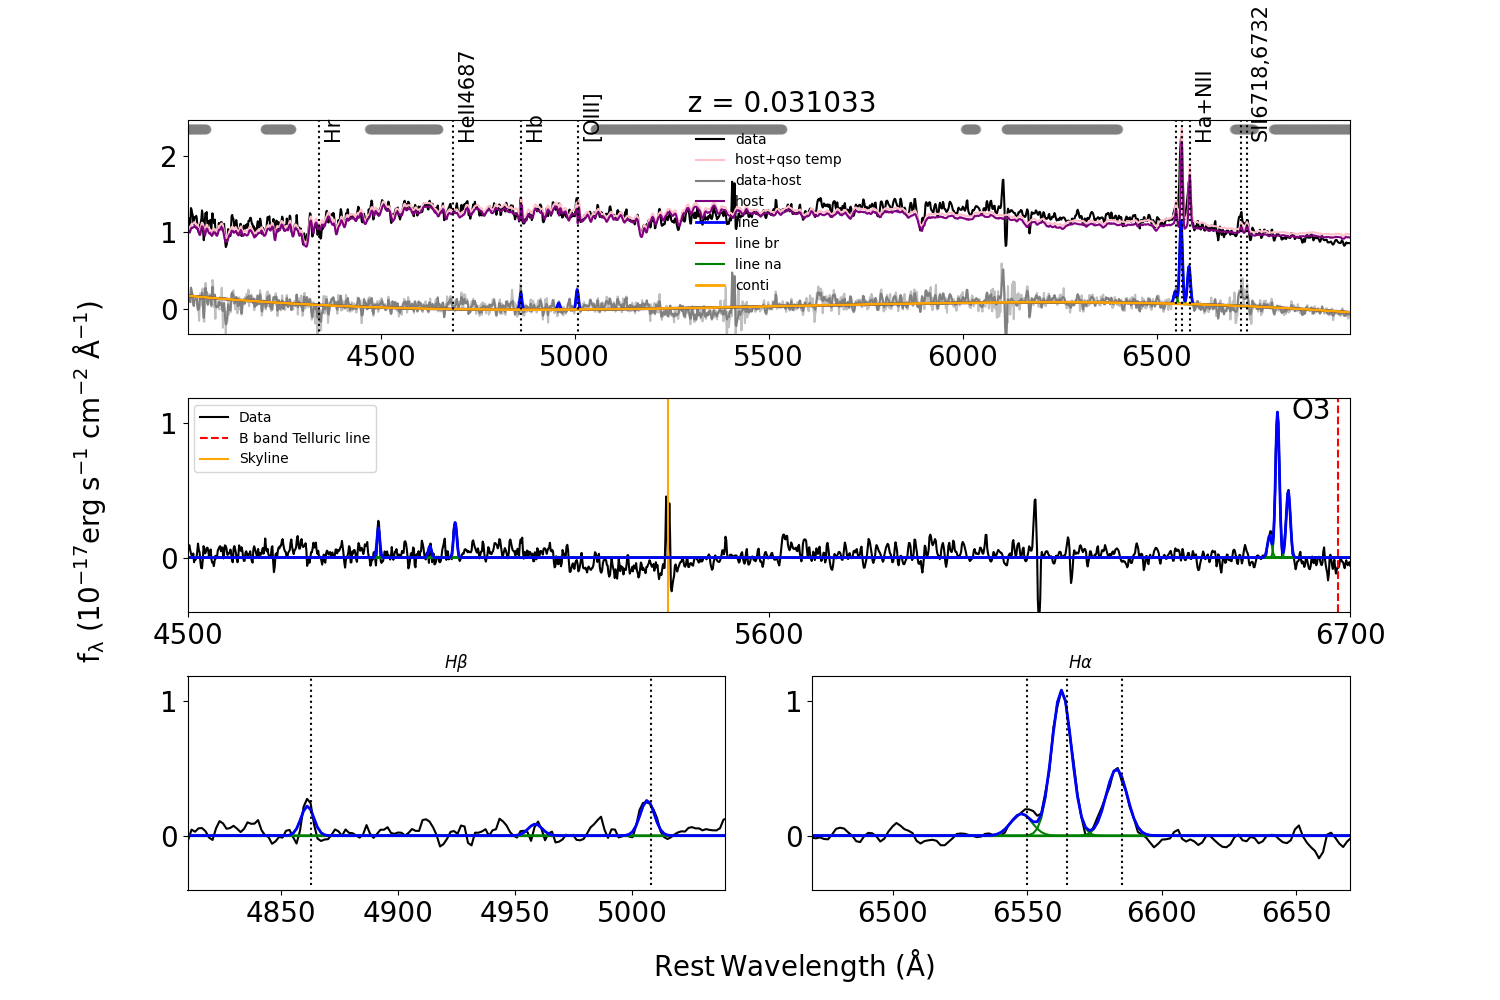 z = 0.031033
Hr
HeII4687
Hb
[OIII]
Ha+NII
SII6718,6732
data
host+qso temp
data-host
host
line
line br
line na
conti
2
1
0
4500 5000 5500 6000 6500
Data
B band Telluric line
Skyline
O3
1
0
4500 5600 6700
fλ (10⁻¹⁷erg s⁻¹ cm⁻² Å⁻¹)
Hβ
1
0
4850 4900 4950 5000
Hα
1
0
6500 6550 6600 6650
Rest Wavelength (Å)